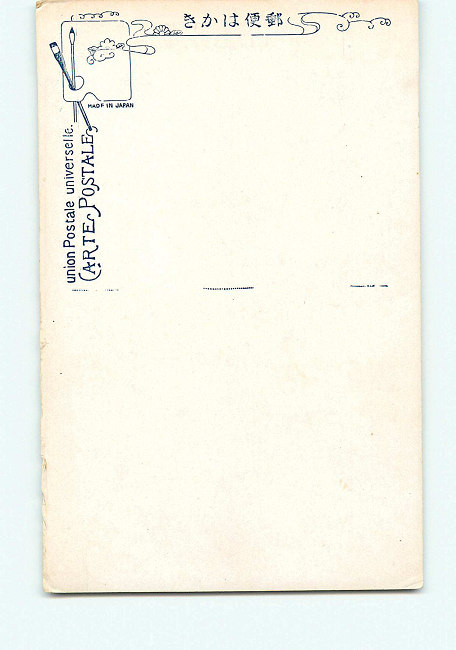 きかは便郵
MADE IN JAPAN
union Postale universelle.
CARTE POSTALE